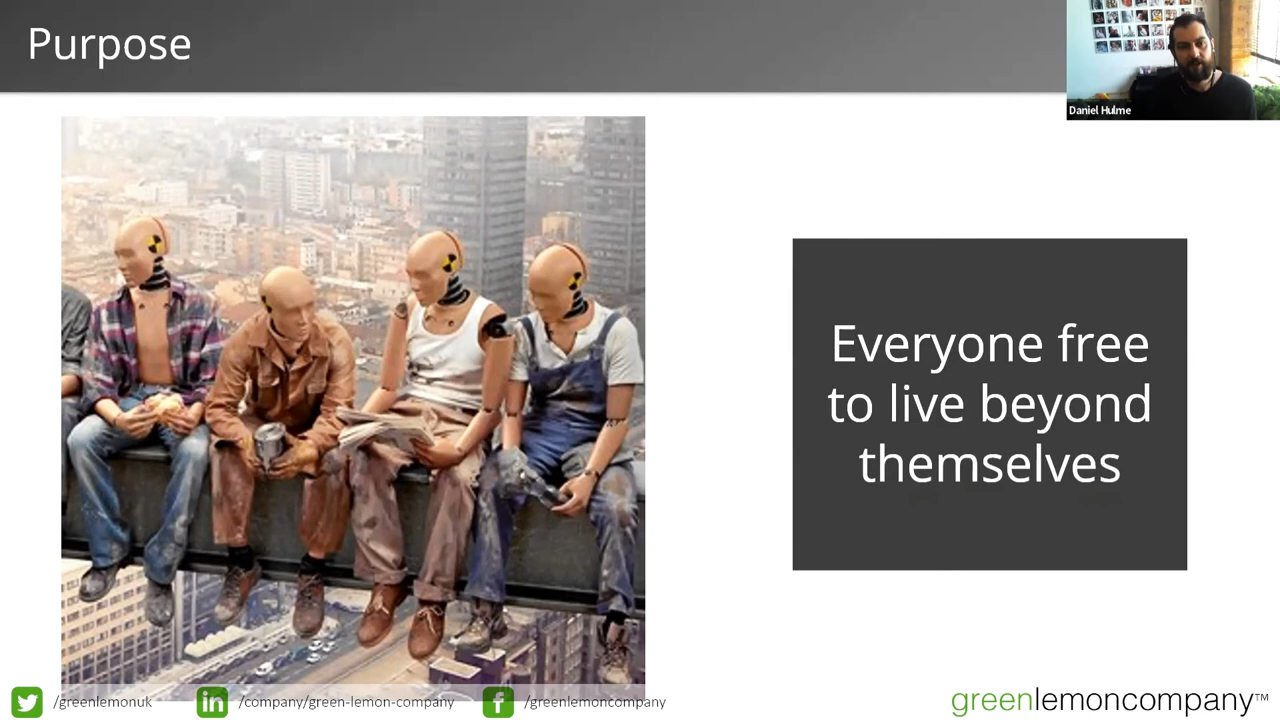 Purpose
Daniel Hulme
Everyone free
to live beyond
themselves
/greenlemonuk
/company/green-lemon-company
/greenlemoncompany
greenlemoncompany™